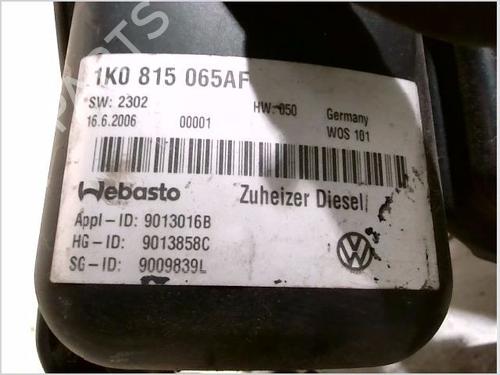 PARTS
1K0 815 065AF
SW: 2302 HW: 050 Germany
16.6.2006 00001 WOS 101
Webasto Zuheizer Diesel
Appl-ID: 9013016B
HG-ID: 9013858C
SG-ID: 9009839L